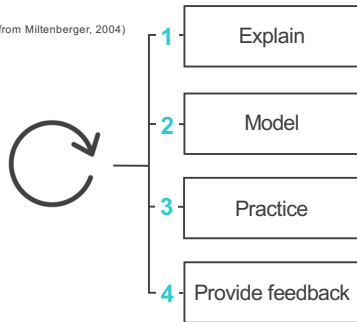 from Miltenberger, 2004)
1 Explain
2 Model
3 Practice
4 Provide feedback